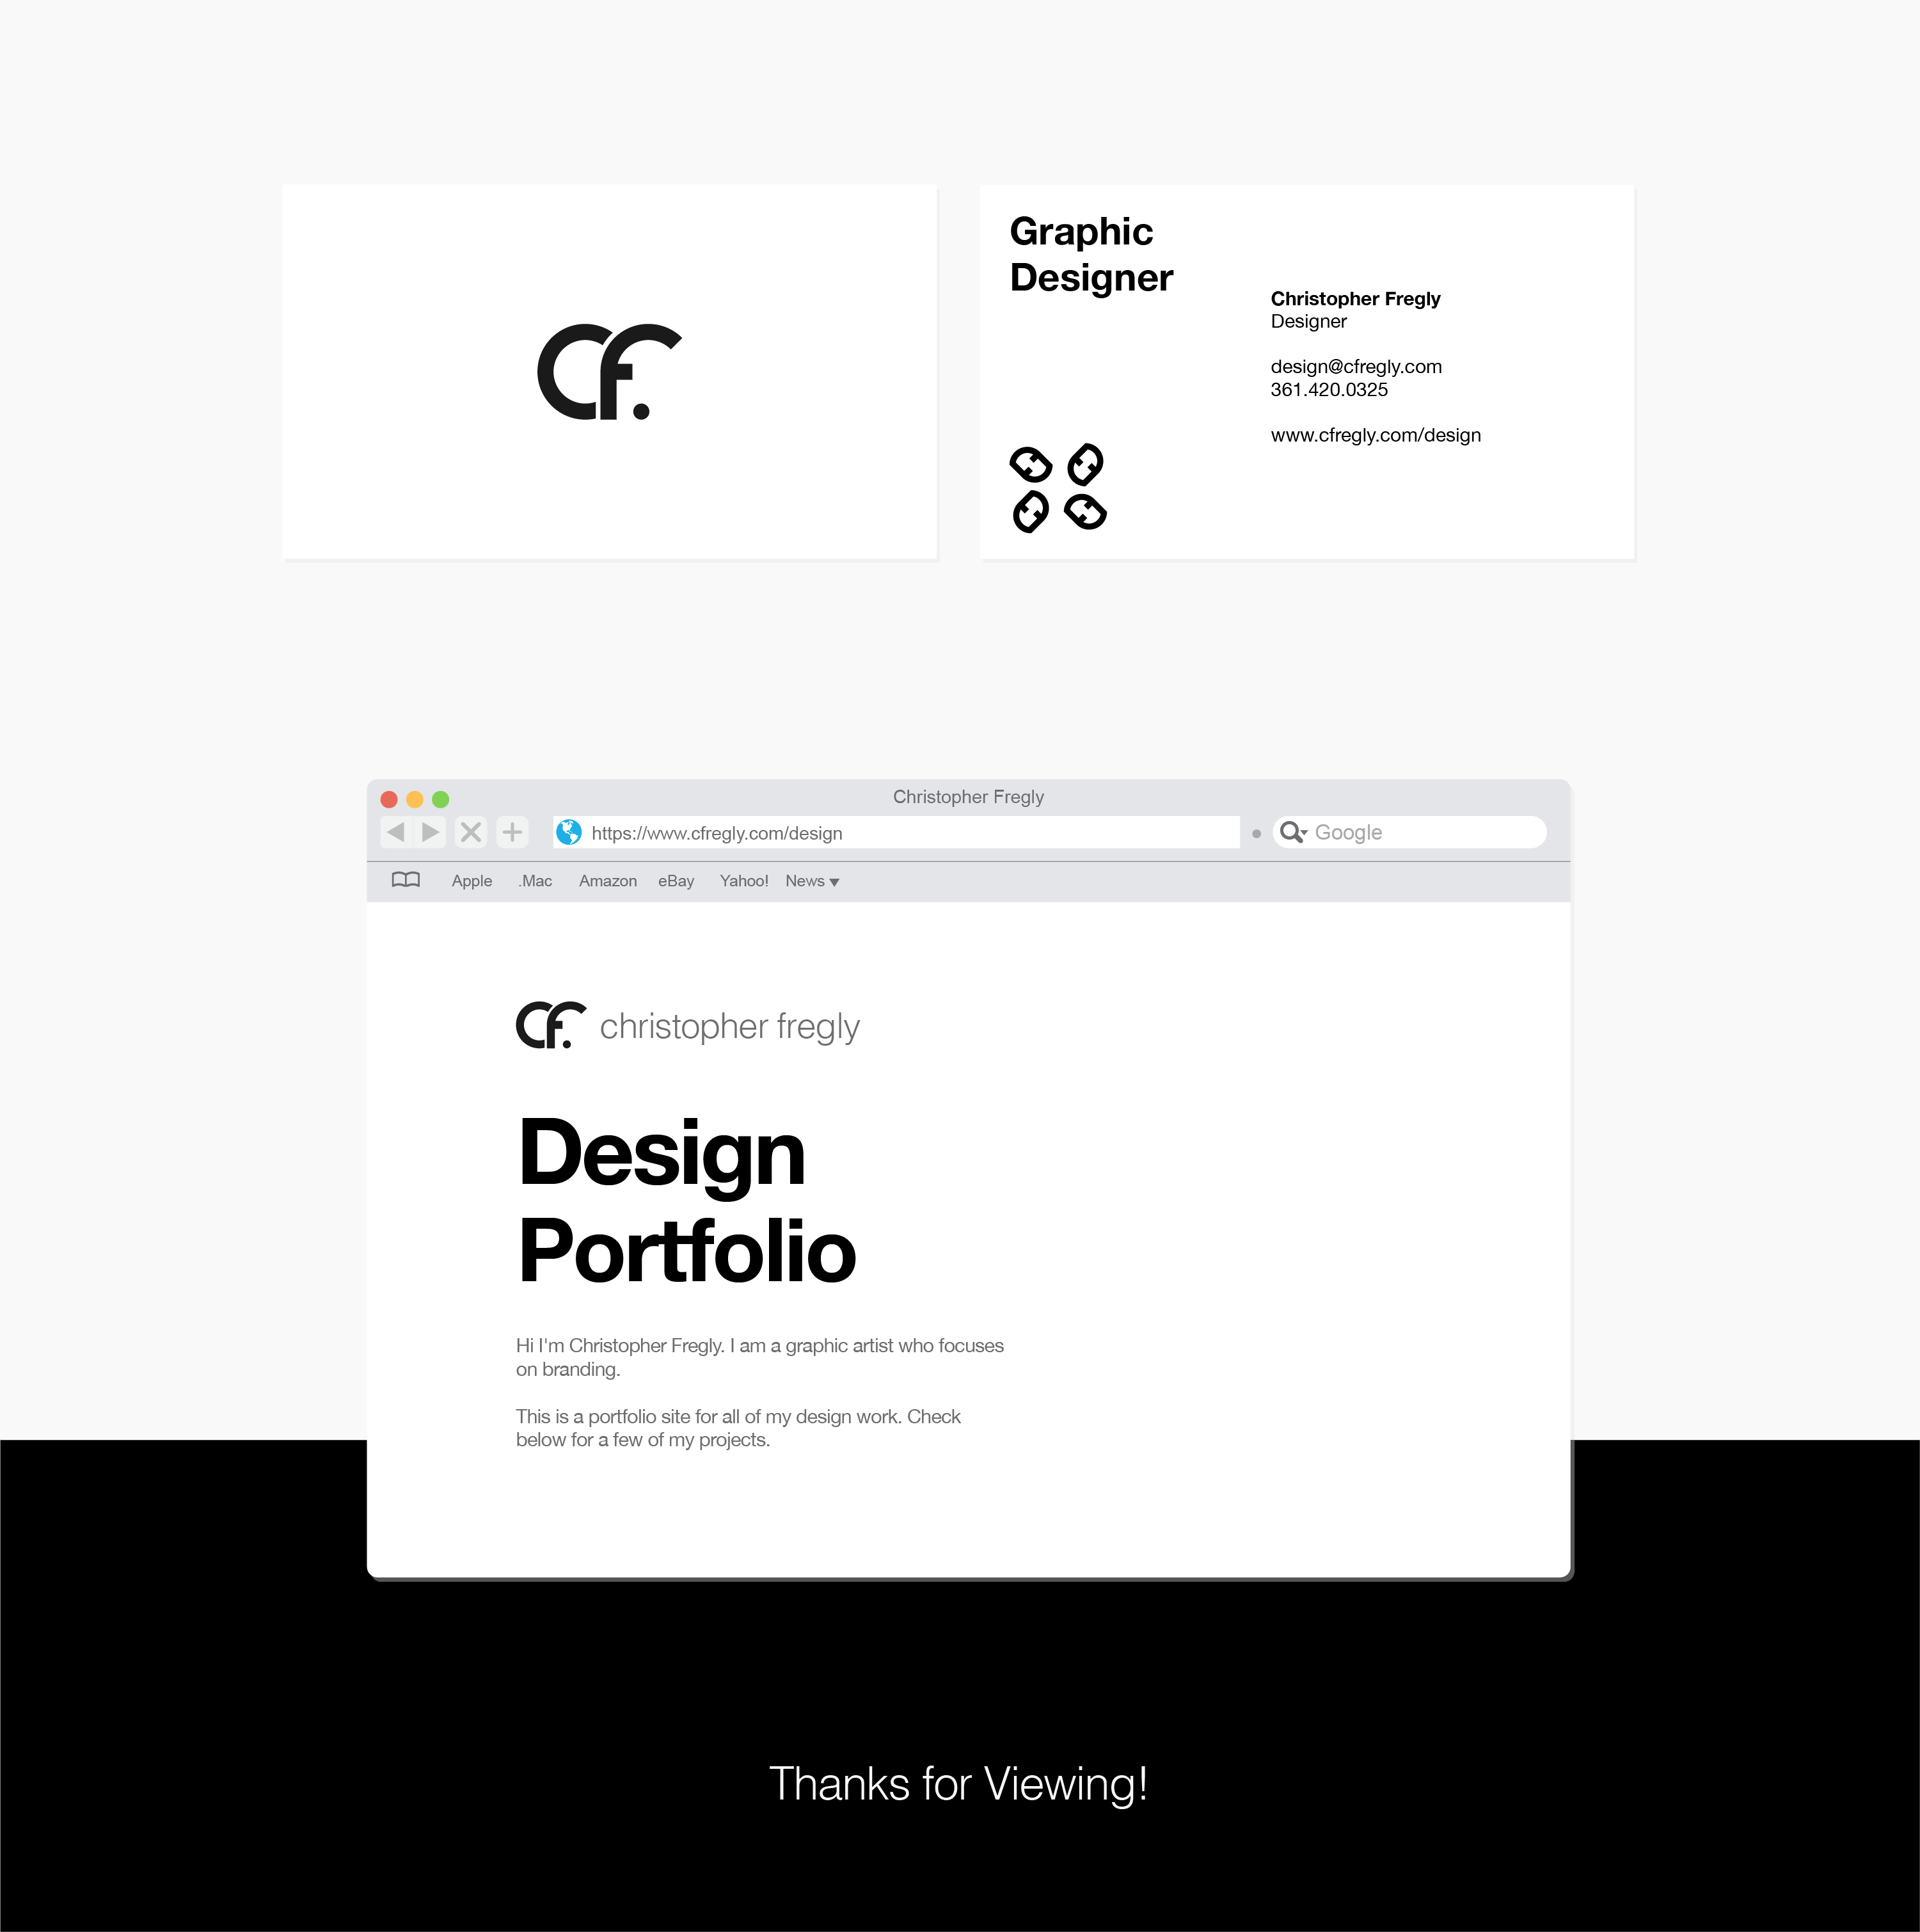 cf.
Graphic
Designer
Christopher Fregly
Designer
design@cfregly.com
361.420.0325
www.cfregly.com/design
Christopher Fregly
https://www.cfregly.com/design
Google
Apple .Mac Amazon eBay Yahoo! News
cf. christopher fregly
Design
Portfolio
Hi I'm Christopher Fregly. I am a graphic artist who focuses
on branding.
This is a portfolio site for all of my design work. Check
below for a few of my projects.
Thanks for Viewing!